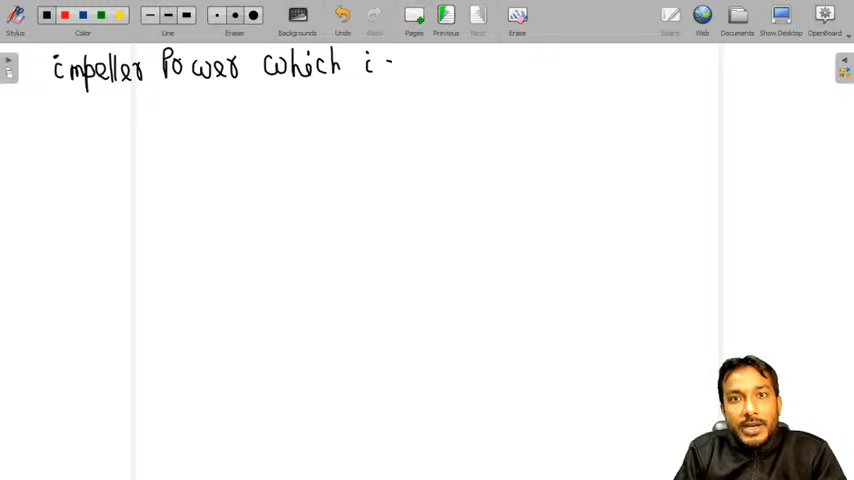 Stylus Color Line Eraser Backgrounds Undo Redo Pages Previous Next Erase Board Web Documents Show Desktop OpenBoard
impeller Power which i